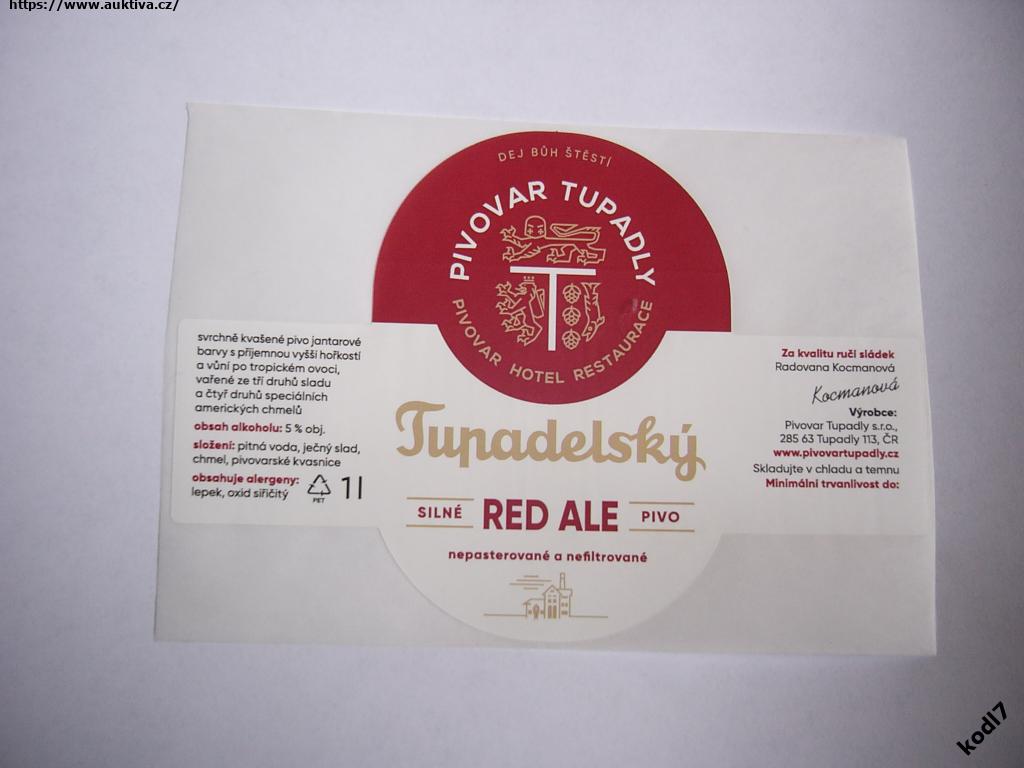 https://www.auktiva.cz/
DEJ BŮH ŠTĚSTÍ
PIVOVAR TUPADLY
T
PIVOVAR HOTEL RESTAURACE
svrchně kvašené pivo jantarové
barvy s příjemnou vyšší hořkostí
a vůní po tropickém ovoci,
vařené ze tří druhů sladu
a čtyř druhů speciálních
amerických chmelů
obsah alkoholu: 5 % obj.
složení: pitná voda, ječný slad,
chmel, pivovarské kvasnice
obsahuje alergeny:
lepek, oxid siřičitý
PET
1 l
Tupadelský
SILNÉ RED ALE PIVO
nepasterované a nefiltrované
Za kvalitu ručí sládek
Radovana Kocmanová
Kocmanová
Výrobce:
Pivovar Tupadly s.r.o.,
285 63 Tupadly 113, ČR
www.pivovartupadly.cz
Skladujte v chladu a temnu
Minimální trvanlivost do:
kodl7